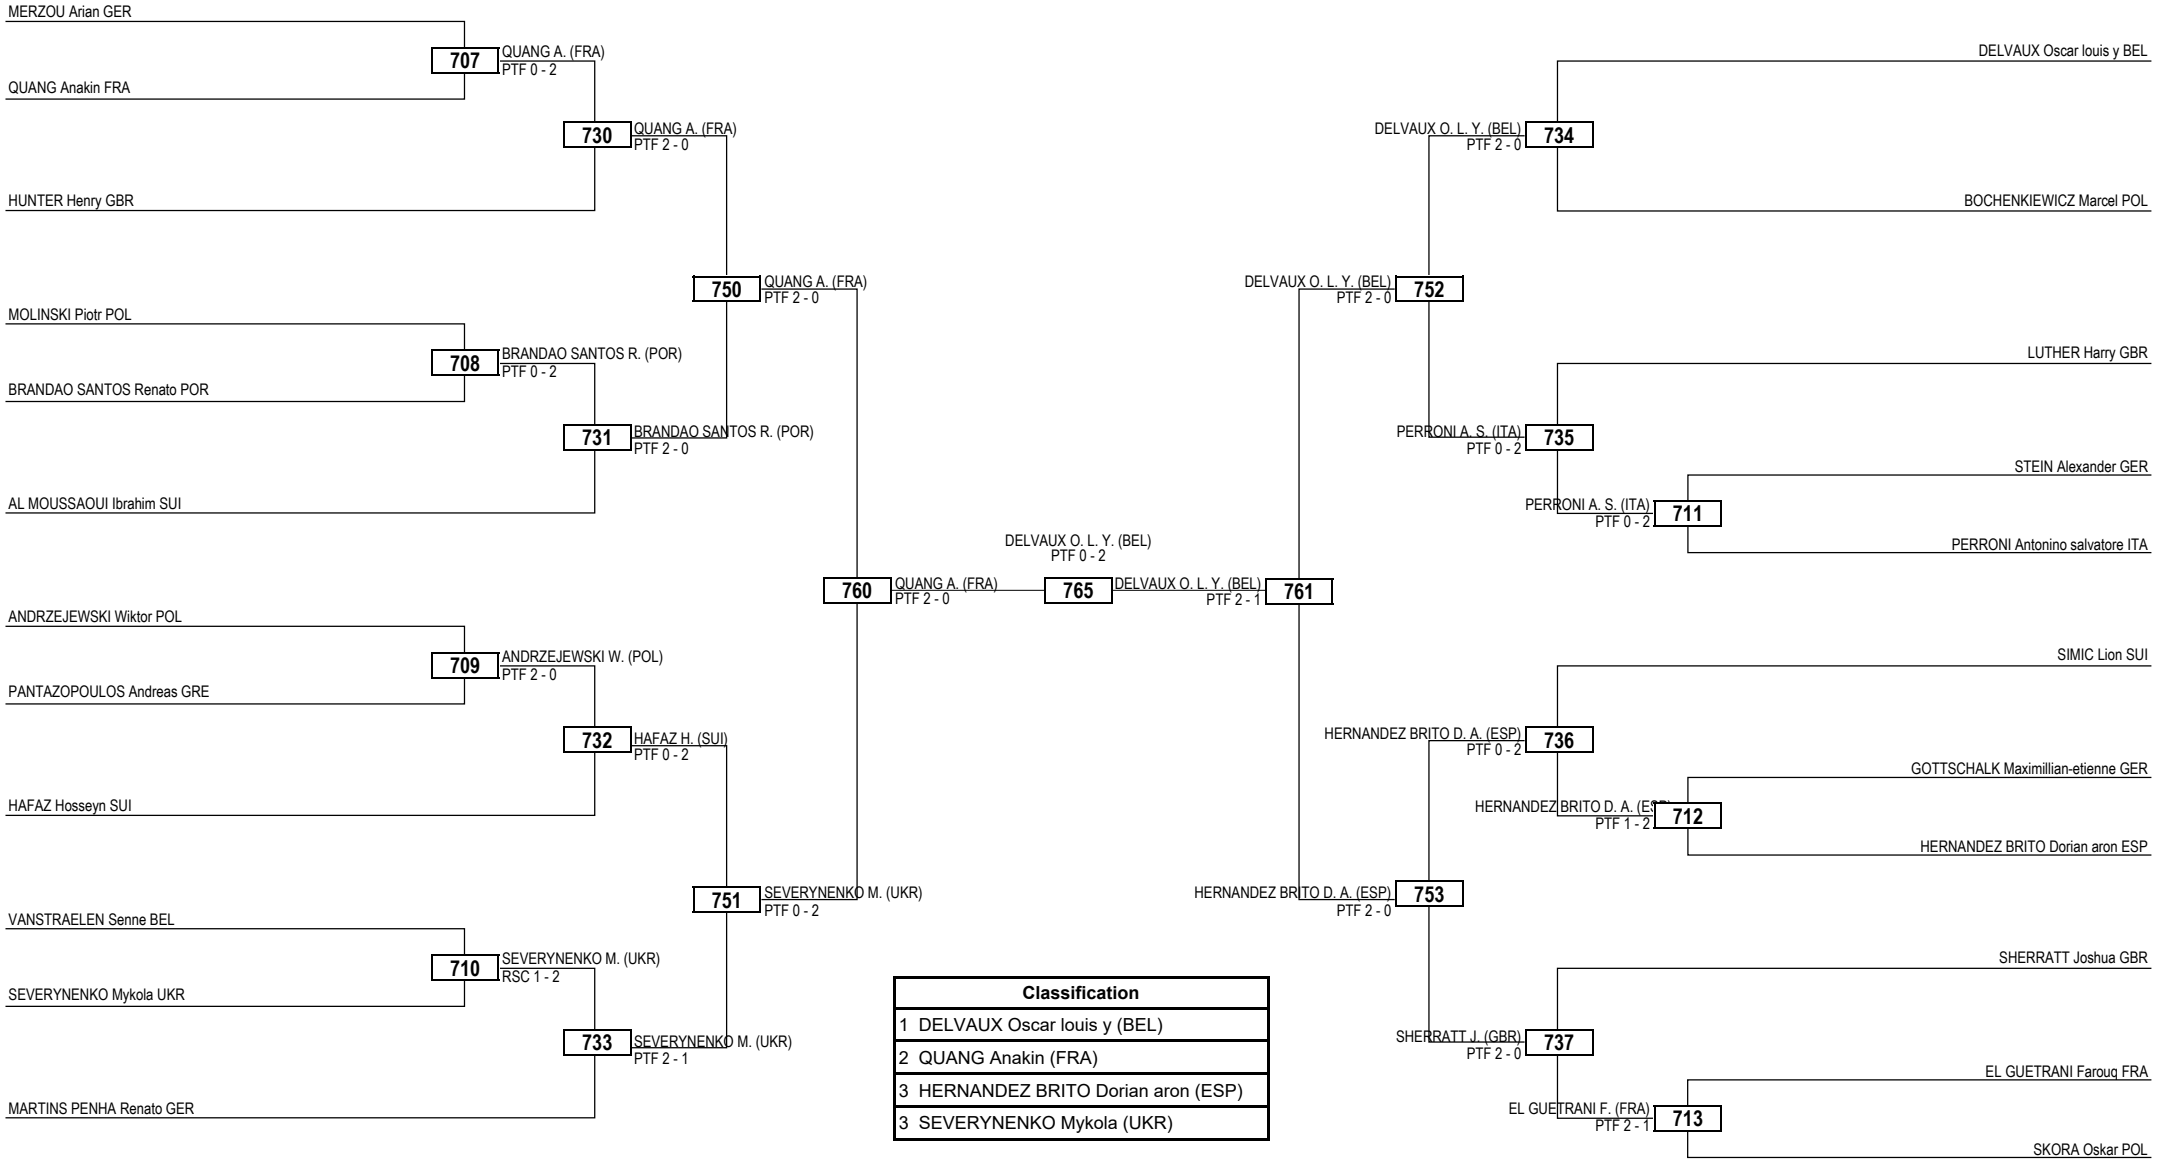 MERZOU Arian GER
707
QUANG A. (FRA)
PTF 0 - 2
QUANG Anakin FRA
730
QUANG A. (FRA)
PTF 2 - 0
HUNTER Henry GBR
750
QUANG A. (FRA)
PTF 2 - 0
MOLINSKI Piotr POL
708
BRANDAO SANTOS R. (POR)
PTF 0 - 2
BRANDAO SANTOS Renato POR
731
BRANDAO SANTOS R. (POR)
PTF 2 - 0
AL MOUSSAOUI Ibrahim SUI
760
QUANG A. (FRA)
PTF 2 - 0
ANDRZEJEWSKI Wiktor POL
709
ANDRZEJEWSKI W. (POL)
PTF 2 - 0
PANTAZOPOULOS Andreas GRE
732
HAFAZ H. (SUI)
PTF 0 - 2
HAFAZ Hosseyn SUI
751
SEVERYNENKO M. (UKR)
PTF 0 - 2
VANSTRAELEN Senne BEL
710
SEVERYNENKO M. (UKR)
RSC 1 - 2
SEVERYNENKO Mykola UKR
733
SEVERYNENKO M. (UKR)
PTF 2 - 1
MARTINS PENHA Renato GER
DELVAUX O. L. Y. (BEL)
PTF 0 - 2
765
DELVAUX Oscar louis y BEL
DELVAUX O. L. Y. (BEL)
PTF 2 - 0
734
BOCHENKIEWICZ Marcel POL
DELVAUX O. L. Y. (BEL)
PTF 2 - 0
752
LUTHER Harry GBR
PERRONI A. S. (ITA)
PTF 0 - 2
735
STEIN Alexander GER
PERRONI A. S. (ITA)
PTF 0 - 2
711
PERRONI Antonino salvatore ITA
DELVAUX O. L. Y. (BEL)
PTF 2 - 1
761
SIMIC Lion SUI
HERNANDEZ BRITO D. A. (ESP)
PTF 0 - 2
736
GOTTSCHALK Maximillian-etienne GER
HERNANDEZ BRITO D. A. (ESP)
PTF 1 - 2
712
HERNANDEZ BRITO Dorian aron ESP
HERNANDEZ BRITO D. A. (ESP)
PTF 2 - 0
753
SHERRATT Joshua GBR
SHERRATT J. (GBR)
PTF 2 - 0
737
EL GUETRANI Farouq FRA
EL GUETRANI F. (FRA)
PTF 2 - 1
713
SKORA Oskar POL
Classification
1 DELVAUX Oscar louis y (BEL)
2 QUANG Anakin (FRA)
3 HERNANDEZ BRITO Dorian aron (ESP)
3 SEVERYNENKO Mykola (UKR)